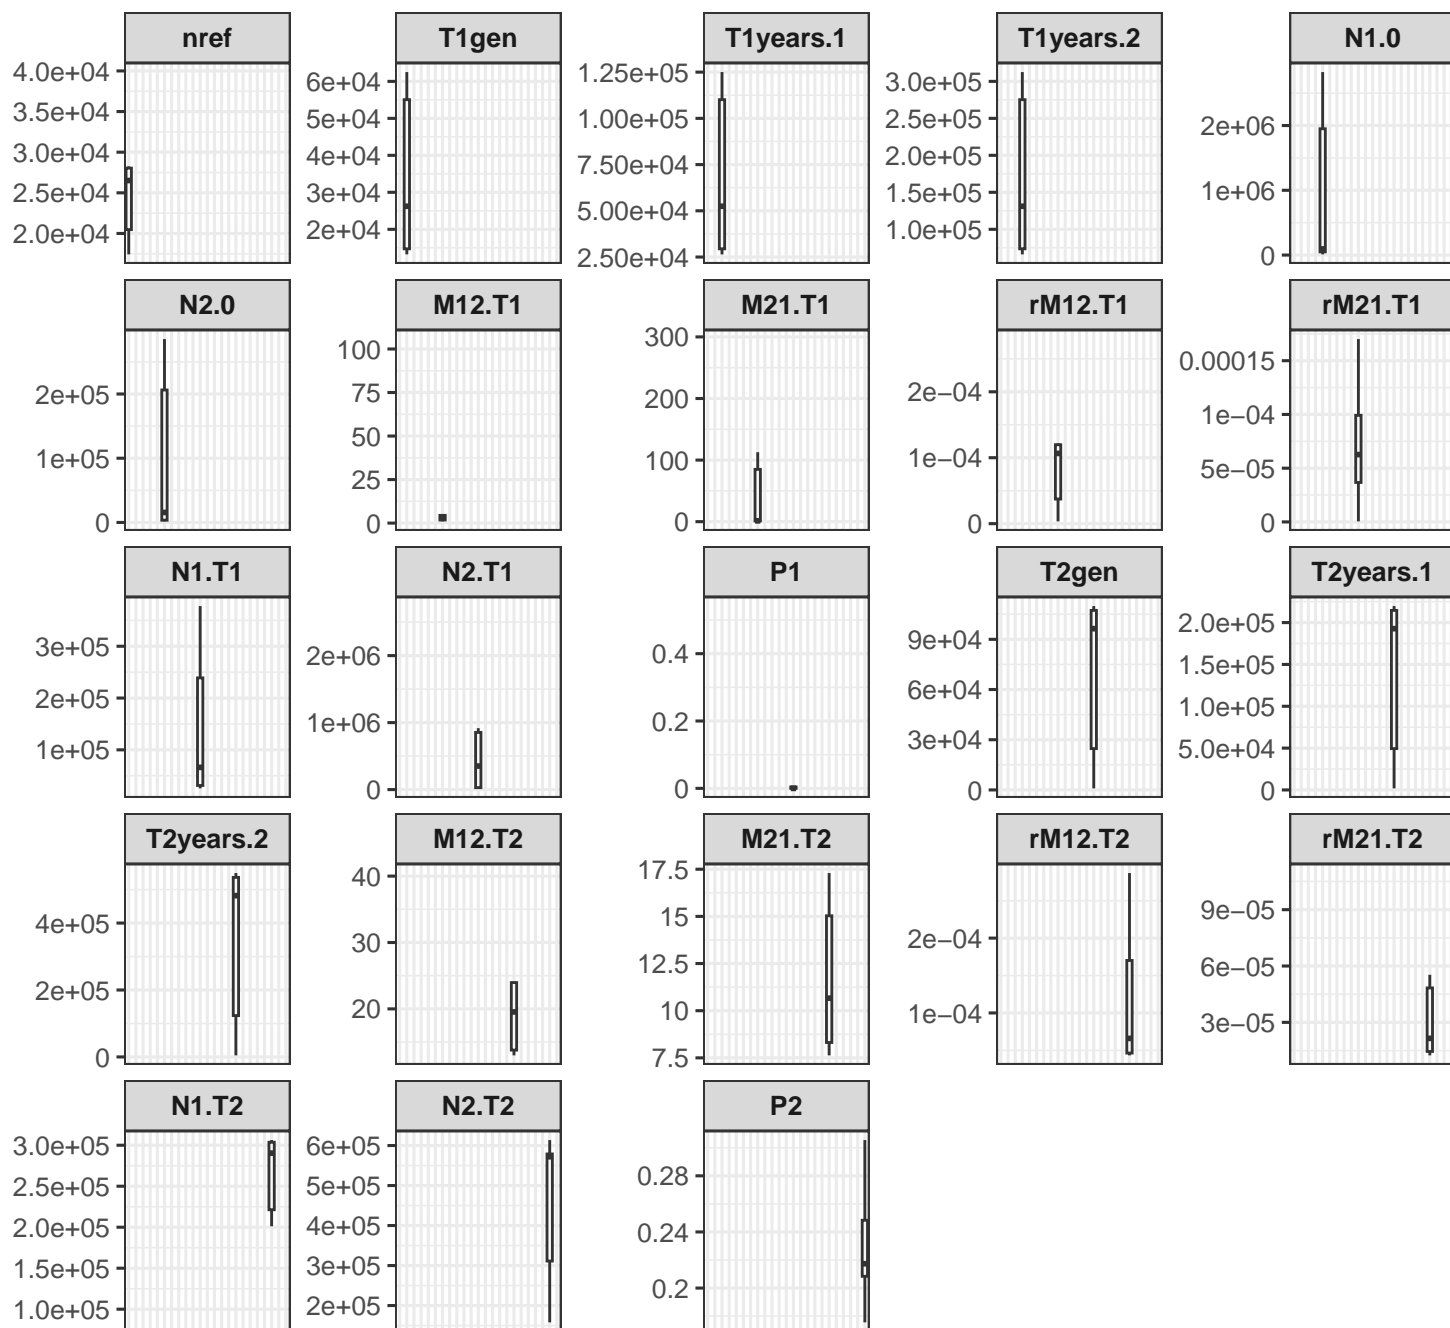 nref T1gen T1years.1 T1years.2 N1.0
4.0e+04
3.5e+04
3.0e+04
2.5e+04
2.0e+04
6e+04
5e+04
4e+04
3e+04
2e+04
1.25e+05
1.00e+05
7.50e+04
5.00e+04
2.50e+04
3.0e+05
2.5e+05
2.0e+05
1.5e+05
1.0e+05
2e+06
1e+06
0
N2.0 M12.T1 M21.T1 rM12.T1 rM21.T1
2e+05
1e+05
0
100
75
50
25
0
300
200
100
0
2e−04
1e−04
0
0.00015
1e−04
5e−05
0
N1.T1 N2.T1 P1 T2gen T2years.1
3e+05
2e+05
1e+05
2e+06
1e+06
0
0.4
0.2
0
9e+04
6e+04
3e+04
0
2.0e+05
1.5e+05
1.0e+05
5.0e+04
0
T2years.2 M12.T2 M21.T2 rM12.T2 rM21.T2
4e+05
2e+05
0
40
30
20
17.5
15
12.5
10
7.5
2e−04
1e−04
9e−05
6e−05
3e−05
N1.T2 N2.T2 P2
3.0e+05
2.5e+05
2.0e+05
1.5e+05
1.0e+05
6e+05
5e+05
4e+05
3e+05
2e+05
0.28
0.24
0.2